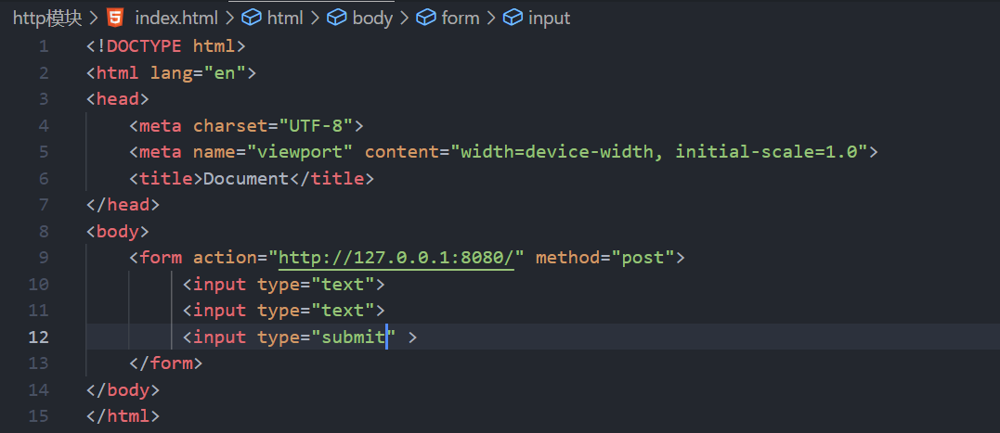 http模块 > index.html > html > body > form > input
1 <!DOCTYPE html>
2 <html lang="en">
3 <head>
4     <meta charset="UTF-8">
5     <meta name="viewport" content="width=device-width, initial-scale=1.0">
6     <title>Document</title>
7 </head>
8 <body>
9     <form action="http://127.0.0.1:8080/" method="post">
10         <input type="text">
11         <input type="text">
12         <input type="submit" >
13     </form>
14 </body>
15 </html>